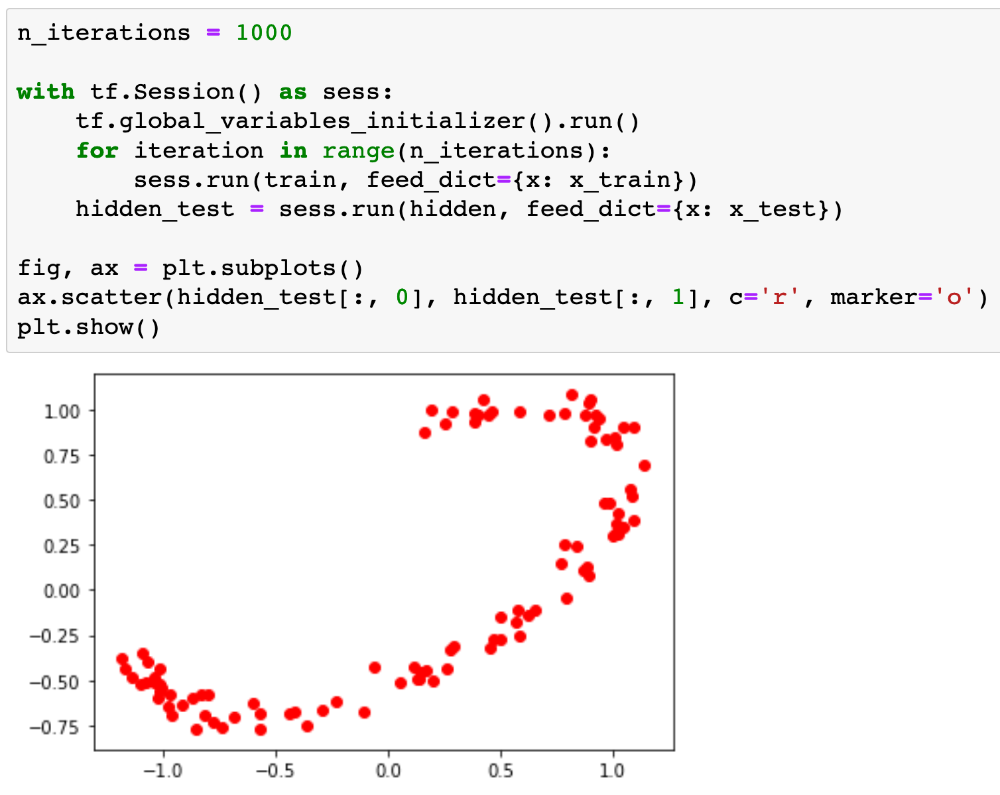 n_iterations = 1000
with tf.Session() as sess:
    tf.global_variables_initializer().run()
    for iteration in range(n_iterations):
        sess.run(train, feed_dict={x: x_train})
    hidden_test = sess.run(hidden, feed_dict={x: x_test})
fig, ax = plt.subplots()
ax.scatter(hidden_test[:, 0], hidden_test[:, 1], c='r', marker='o')
plt.show()
1.00
0.75
0.50
0.25
0.00
−0.25
−0.50
−0.75
−1.0 −0.5 0.0 0.5 1.0